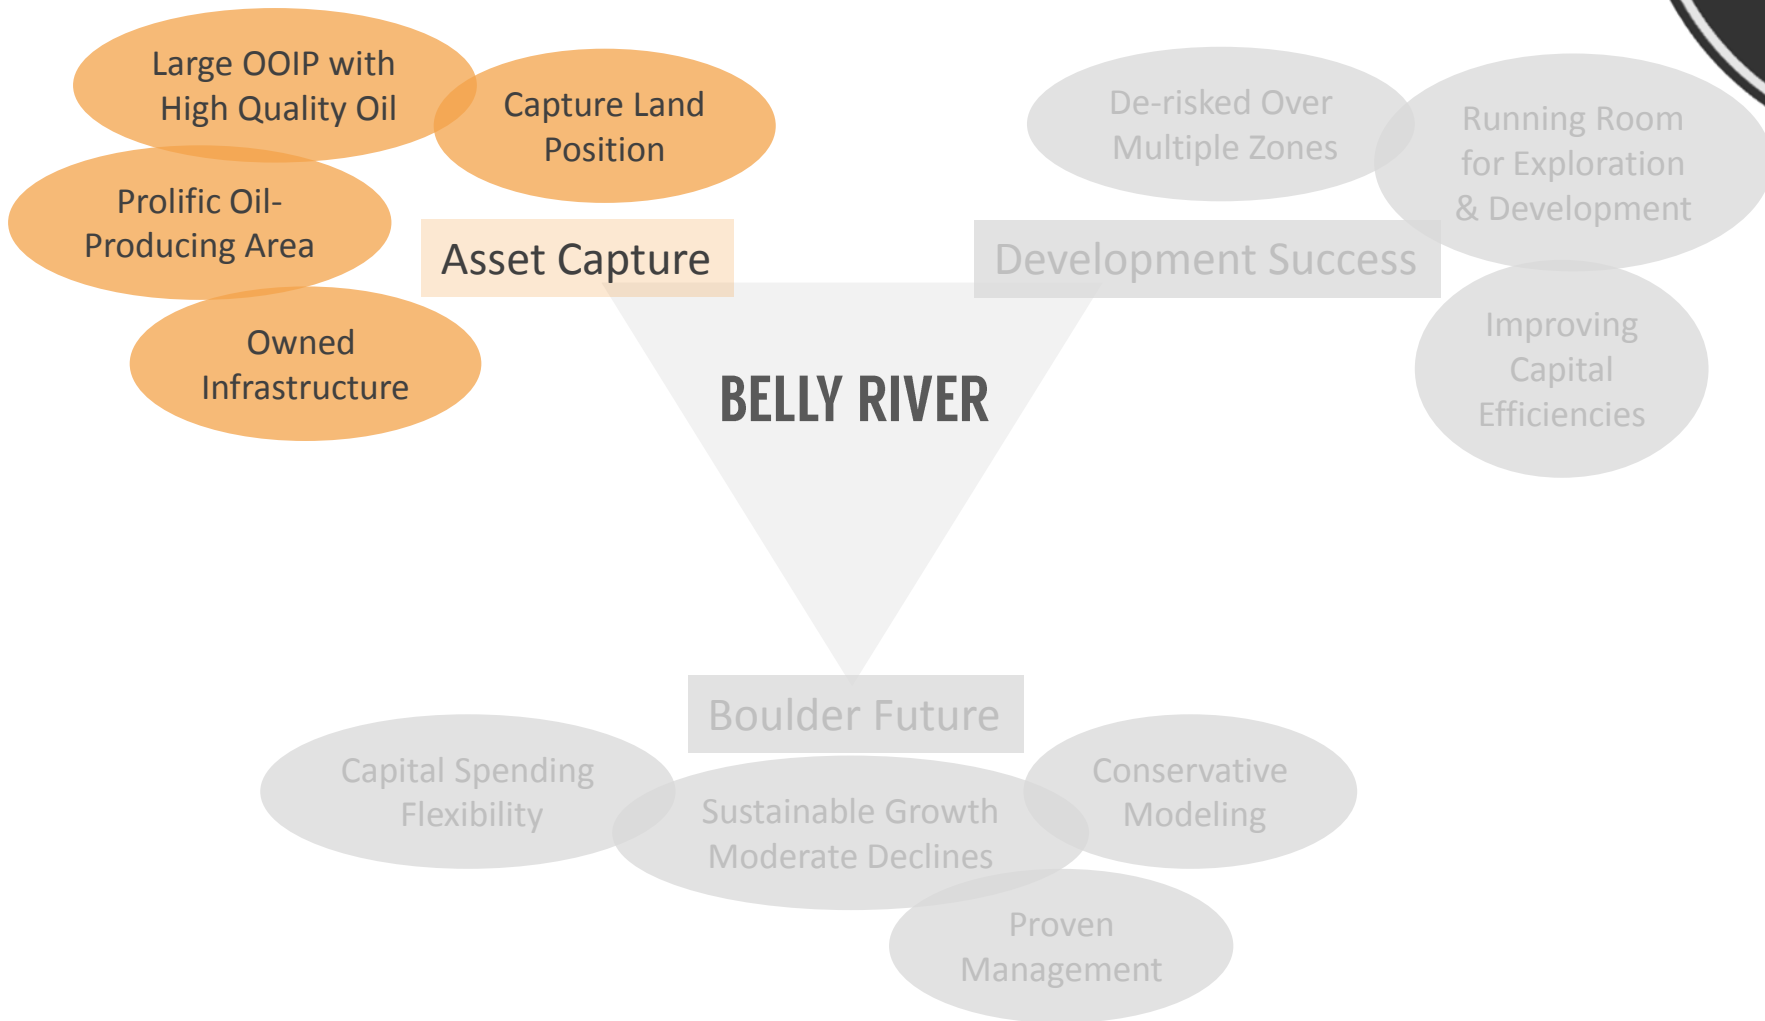 Large OOIP with
High Quality Oil
Capture Land
Position
Prolific Oil-
Producing Area
Owned
Infrastructure
Asset Capture
De-risked Over
Multiple Zones
Running Room
for Exploration
& Development
Development Success
Improving
Capital
Efficiencies
BELLY RIVER
Boulder Future
Capital Spending
Flexibility
Sustainable Growth
Moderate Declines
Conservative
Modeling
Proven
Management